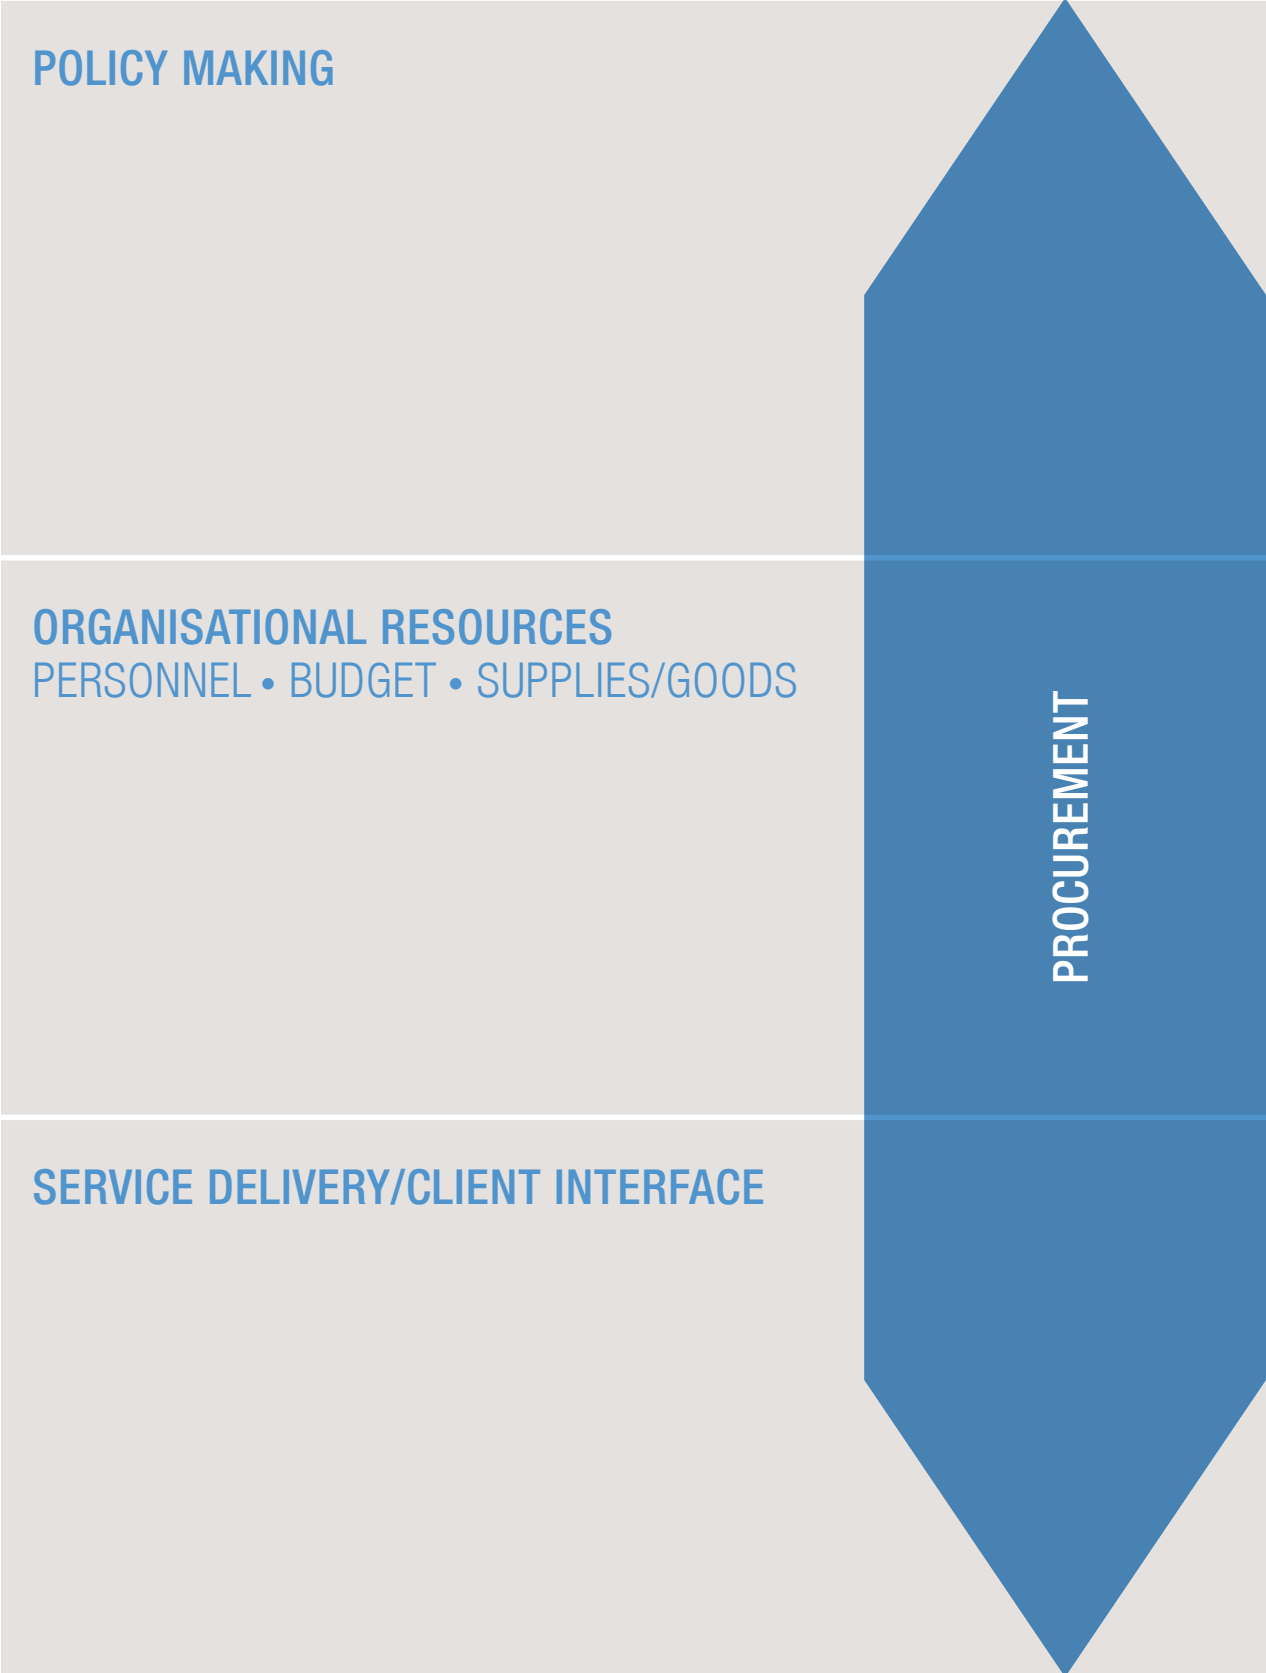 POLICY MAKING
ORGANISATIONAL RESOURCES
PERSONNEL • BUDGET • SUPPLIES/GOODS
PROCUREMENT
SERVICE DELIVERY/CLIENT INTERFACE